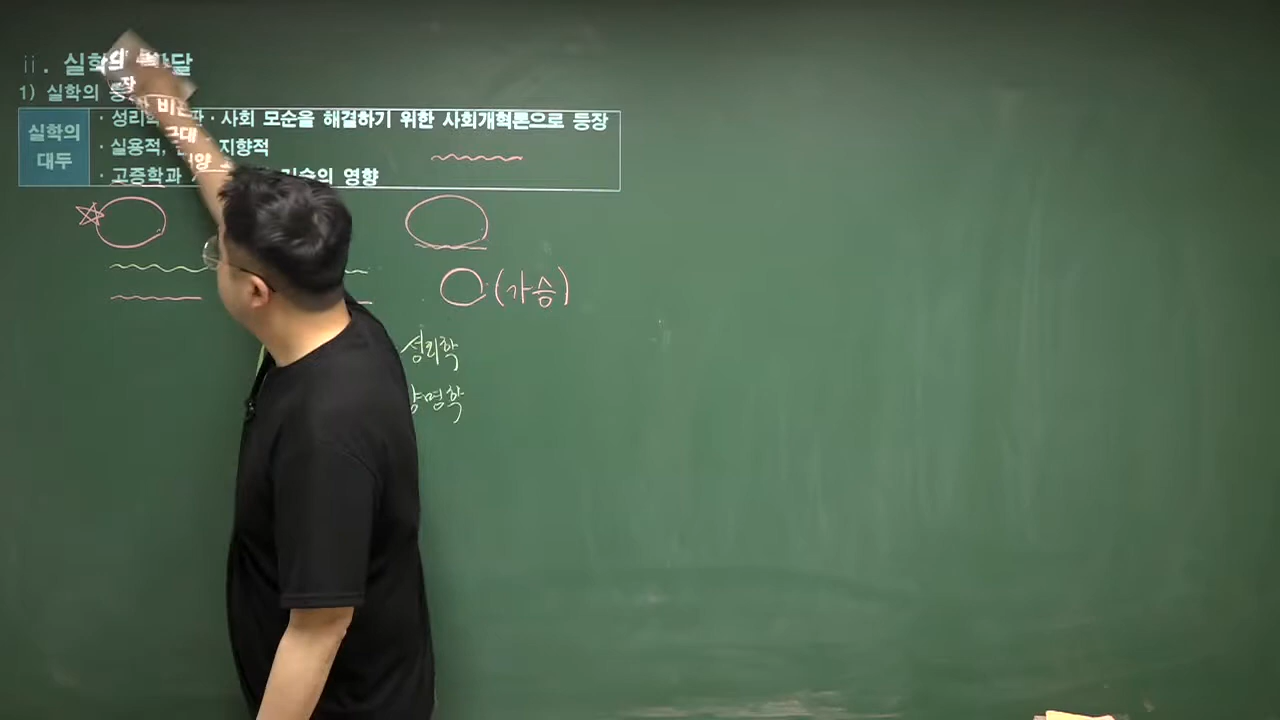 ii. 실학의 발달
1) 실학의 등장
실학의 대두
· 성리학 비판 · 사회 모순을 해결하기 위한 사회개혁론으로 등장
· 실용적, 근대 지향적
· 고증학과 서양 기술의 영향
(가승)
성리학
양명학